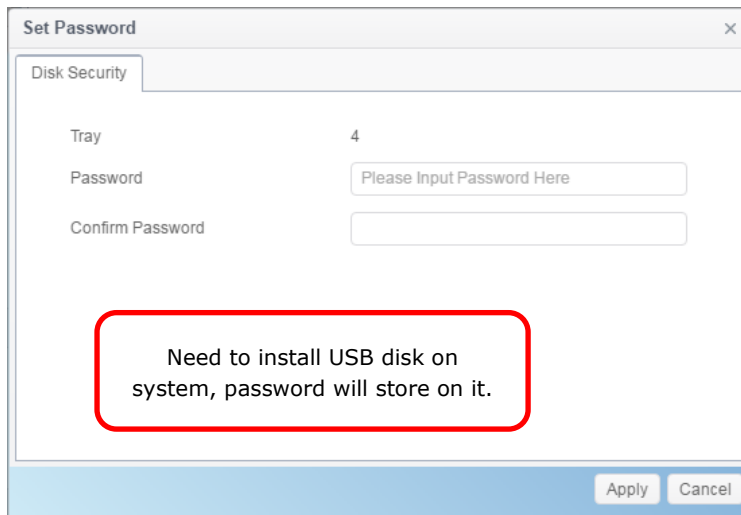 Set Password
Disk Security
Tray 4
Password Please Input Password Here
Confirm Password
Need to install USB disk on
system, password will store on it.
Apply Cancel